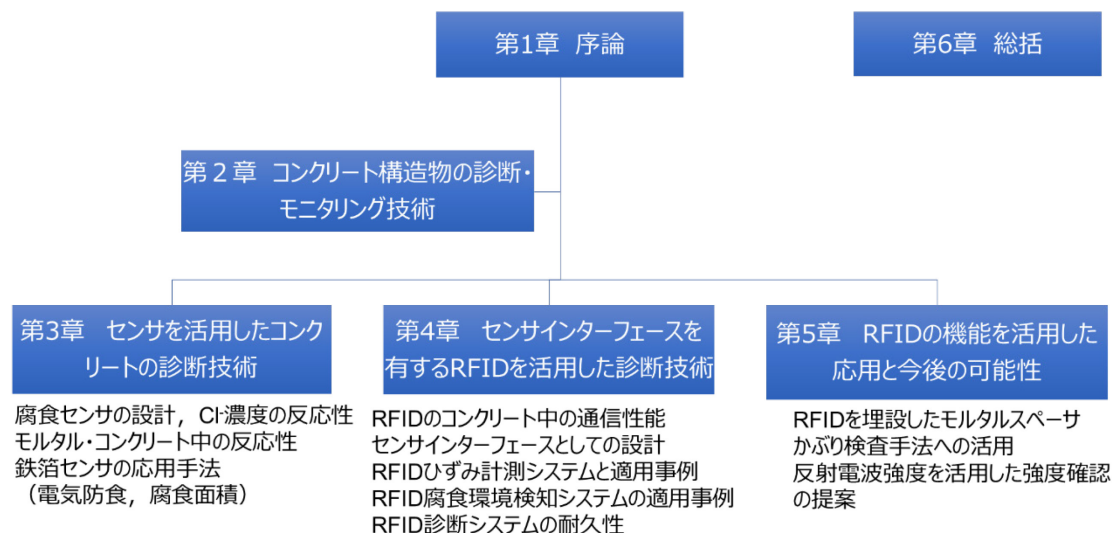 第1章 序論
第6章 総括
第２章 コンクリート構造物の診断・
モニタリング技術
第3章 センサを活用したコンク
リートの診断技術
腐食センサの設計，Cl-濃度の反応性
モルタル・コンクリート中の反応性
鉄箔センサの応用手法
（電気防食，腐食面積）
第4章 センサインターフェースを
有するRFIDを活用した診断技術
RFIDのコンクリート中の通信性能
センサインターフェースとしての設計
RFIDひずみ計測システムと適用事例
RFID腐食環境検知システムの適用事例
RFID診断システムの耐久性
第5章 RFIDの機能を活用した
応用と今後の可能性
RFIDを埋設したモルタルスペーサ
かぶり検査手法への活用
反射電波強度を活用した強度確認
の提案